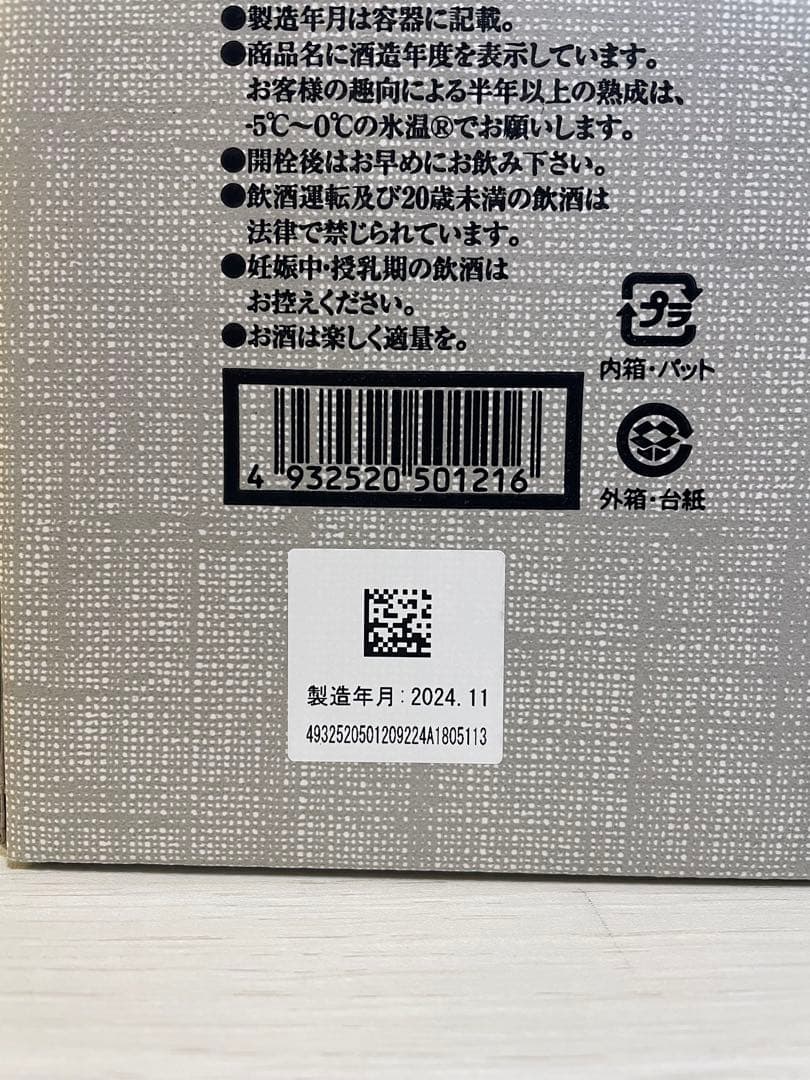 ●製造年月は容器に記載。
●商品名に酒造年度を表示しています。
お客様の趣向による半年以上の熟成は、
-5℃〜0℃の氷温®でお願いします。
●開栓後はお早めにお飲み下さい。
●飲酒運転及び20歳未満の飲酒は
法律で禁じられています。
●妊娠中・授乳期の飲酒は
お控えください。
●お酒は楽しく適量を。
プラ
内箱・パット
4 932520 501216
外箱・台紙
製造年月:2024.11
4932520501209224A1805113